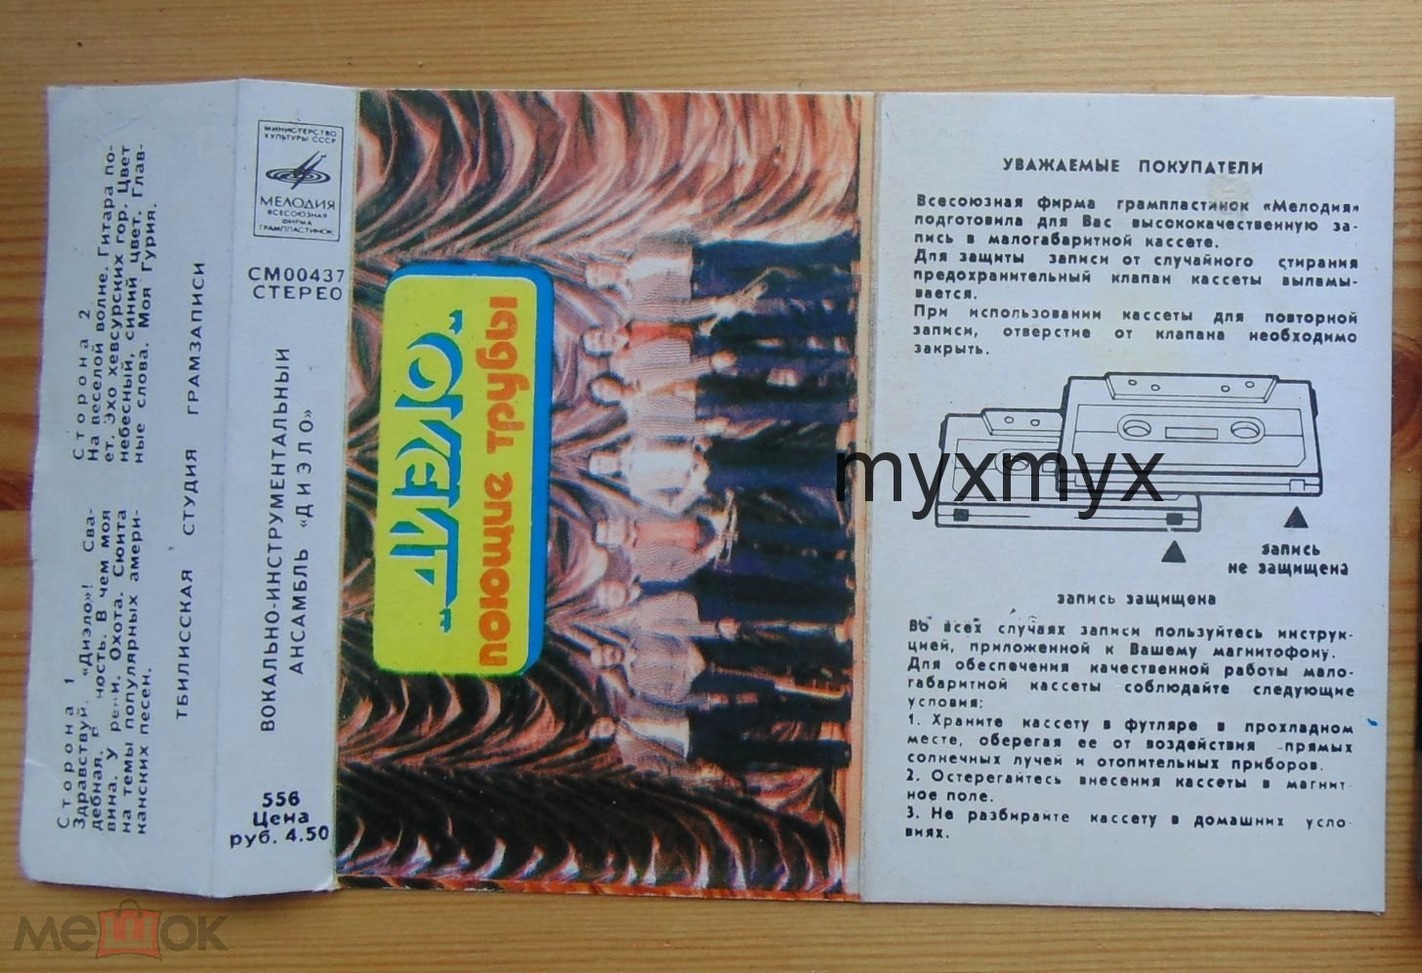 Сторона 1
Здравствуй, «Диэло»! Сва-
дебная. ность. В чем моя
вина. У Охота. Сюита
на темы популярных амери-
канских песен.
Сторона 2
На веселой волне. Гитара по-
ет. Эхо хевсурских гор. Цвет
небесный, синий цвет. Глав-
ные слова. Моя Гурия.
ТБИЛИССКАЯ СТУДИЯ ГРАМЗАПИСИ
МИНИСТЕРСТВО
КУЛЬТУРЫ СССР
МЕЛОДИЯ
ВСЕСОЮЗНАЯ
ФИРМА
ГРАМПЛАСТИНОК
СМ00437
СТЕРЕО
ВОКАЛЬНО-ИНСТРУМЕНТАЛЬНЫЙ
АНСАМБЛЬ «ДИЭЛО»
556
Цена
руб. 4.50
„ДИЕЛО“
поющие трубы
УВАЖАЕМЫЕ ПОКУПАТЕЛИ
Всесоюзная фирма грампластинок «Мелодия»
подготовила для Вас высококачественную за-
пись в малогабаритной кассете.
Для защиты записи от случайного стирания
предохранительный клапан кассеты выламы-
вается.
При использовании кассеты для повторной
записи, отверстие от клапана необходимо
закрыть.
myxmyx
запись
не защищена
запись защищена
Во всех случаях записи пользуйтесь инструк-
цией, приложенной к Вашему магнитофону.
Для обеспечения качественной работы мало-
габаритной кассеты соблюдайте следующие
условия:
1. Храните кассету в футляре в прохладном
месте, оберегая ее от воздействия прямых
солнечных лучей и отопительных приборов.
2. Остерегайтесь внесения кассеты в магнит
ное поле.
3. Не разбирайте кассету в домашних усло-
виях.
мешок